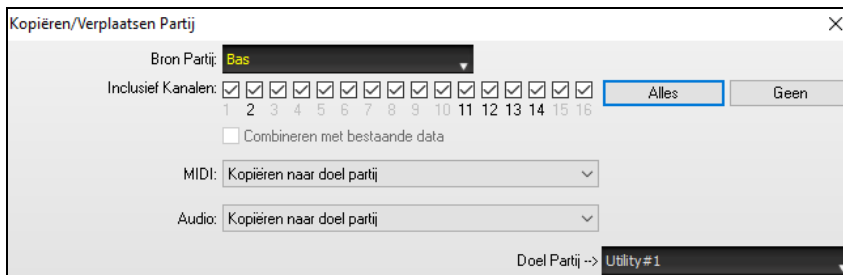 Kopiëren/Verplaatsen Partij
Bron Partij: Bas
Inclusief Kanalen: Alles Geen
1 2 3 4 5 6 7 8 9 10 11 12 13 14 15 16
Combineren met bestaande data
MIDI: Kopiëren naar doel partij
Audio: Kopiëren naar doel partij
Doel Partij --> Utility#1